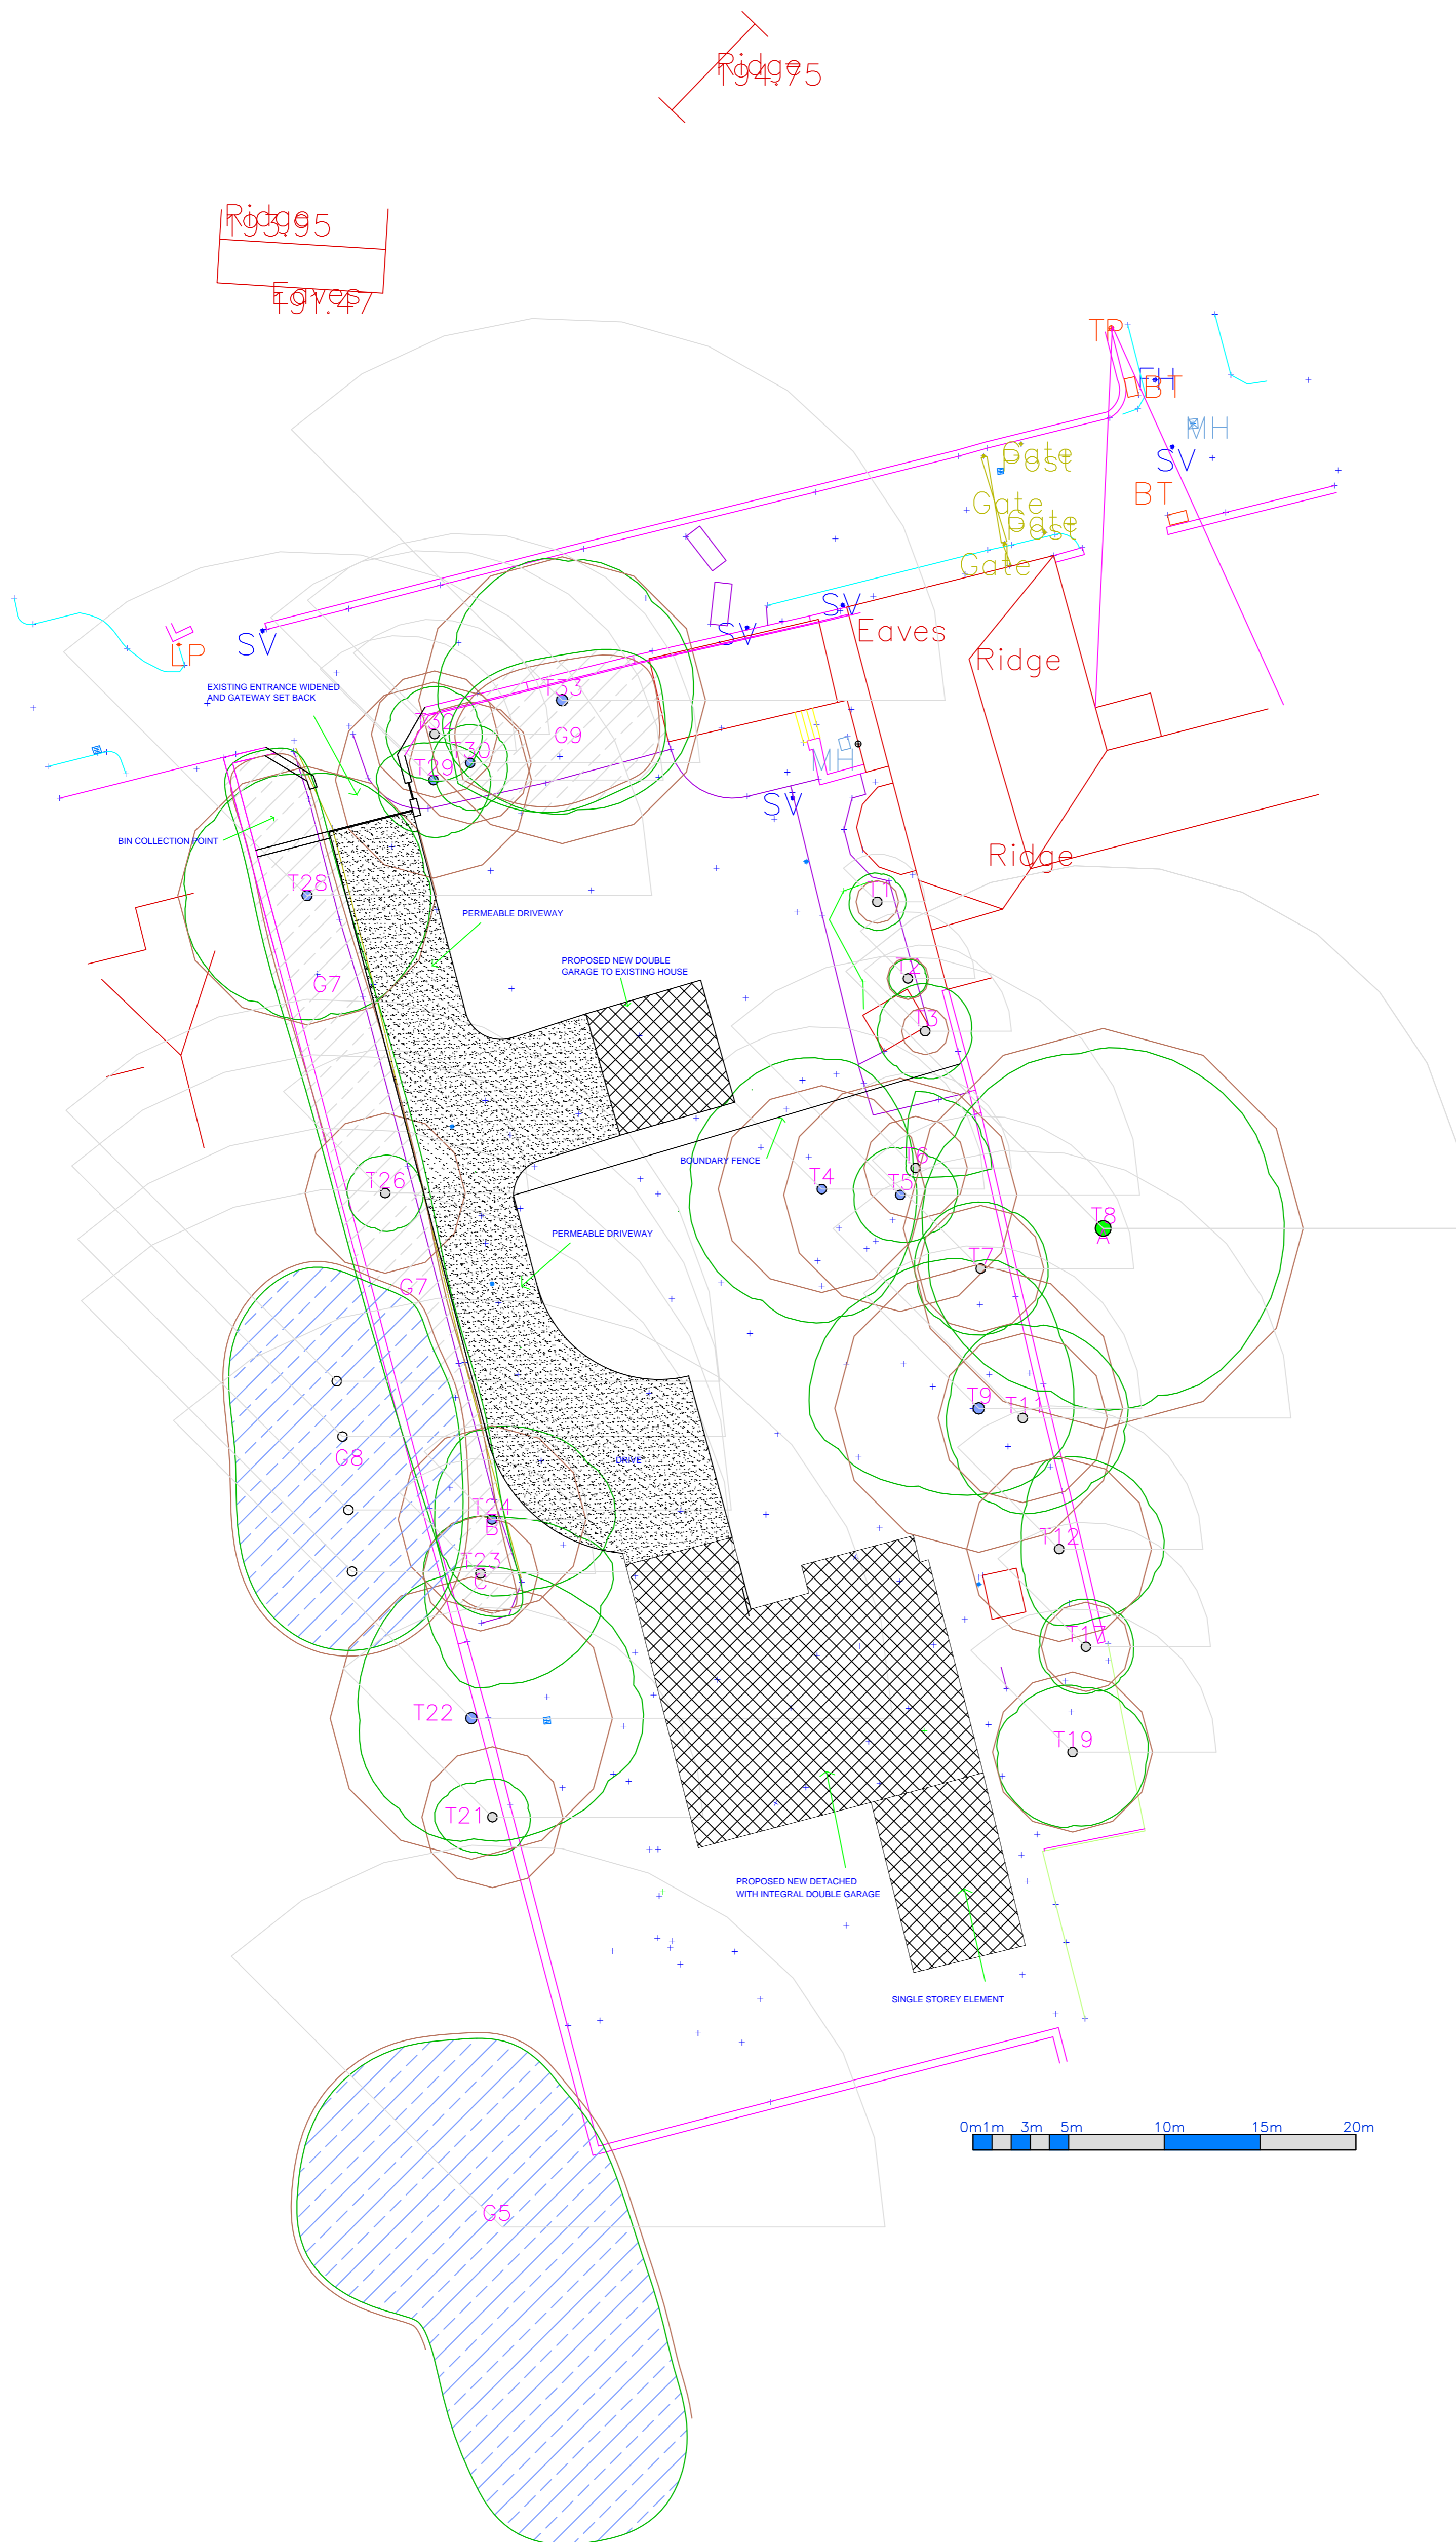 Ridge
194.75
Ridge
193.95
Eaves
191.47
TP
FH
BT
MH
SV
Gate
Post
BT
Gate
Gate
Post
Gate
SV
SV
Eaves
SV
LP
Ridge
EXISTING ENTRANCE WIDENED
AND GATEWAY SET BACK
T33
T32
G9
T30
T29
MH
SV
BIN COLLECTION POINT
Ridge
T28
T1
PERMEABLE DRIVEWAY
PROPOSED NEW DOUBLE
GARAGE TO EXISTING HOUSE
T2
G7
T3
BOUNDARY FENCE
T6
T26
T4
T5
T8
A
PERMEABLE DRIVEWAY
T7
G7
T9
T11
G8
DRIVE
T24
B
T12
T23
C
T17
T22
T19
T21
PROPOSED NEW DETACHED
WITH INTEGRAL DOUBLE GARAGE
SINGLE STOREY ELEMENT
0m1m 3m 5m 10m 15m 20m
G5